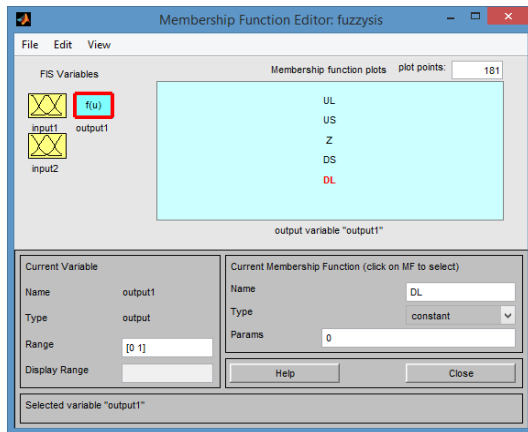 Membership Function Editor: fuzzysis
File Edit View
FIS Variables
Membership function plots plot points: 181
f(u)
input1 output1
input2
UL
US
Z
DS
DL
output variable "output1"
Current Variable
Name output1
Type output
Range [0 1]
Display Range
Current Membership Function (click on MF to select)
Name DL
Type constant
Params 0
Help Close
Selected variable "output1"